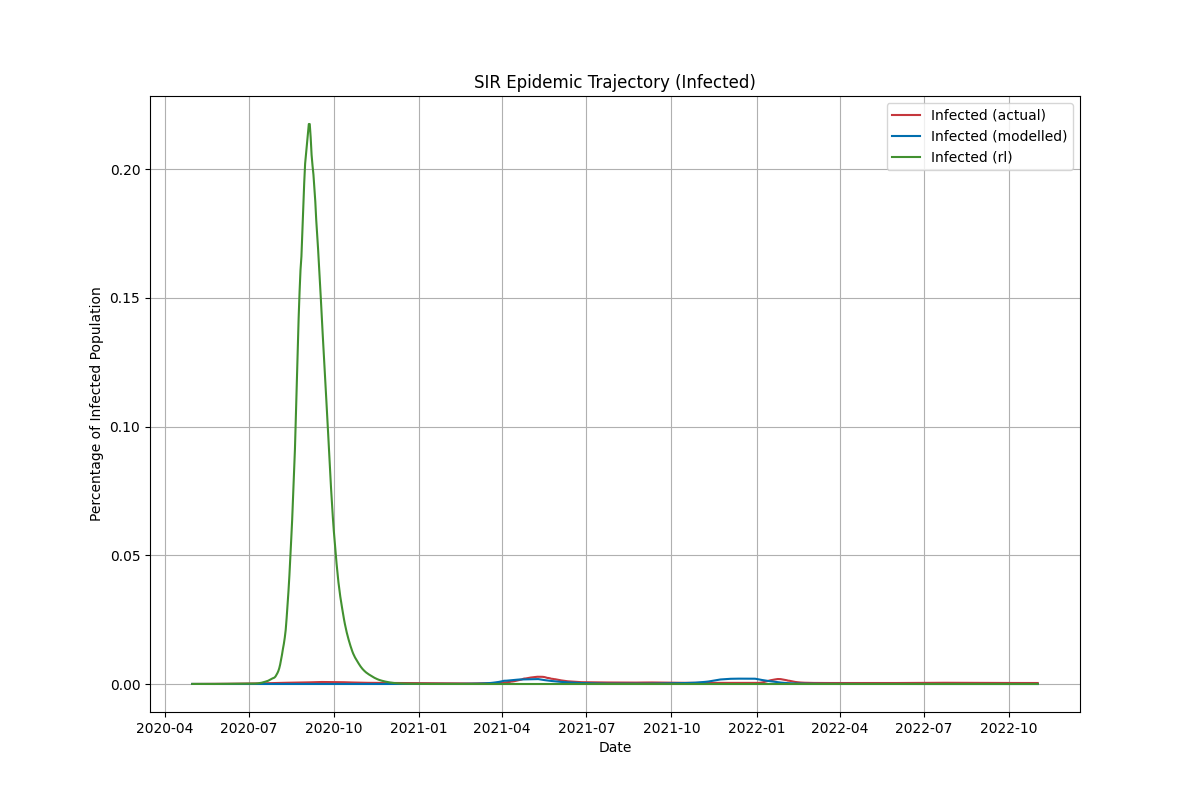 SIR Epidemic Trajectory (Infected)
Infected (actual)
Infected (modelled)
Infected (rl)
Percentage of Infected Population
0.20
0.15
0.10
0.05
0.00
2020-04 2020-07 2020-10 2021-01 2021-04 2021-07 2021-10 2022-01 2022-04 2022-07 2022-10
Date